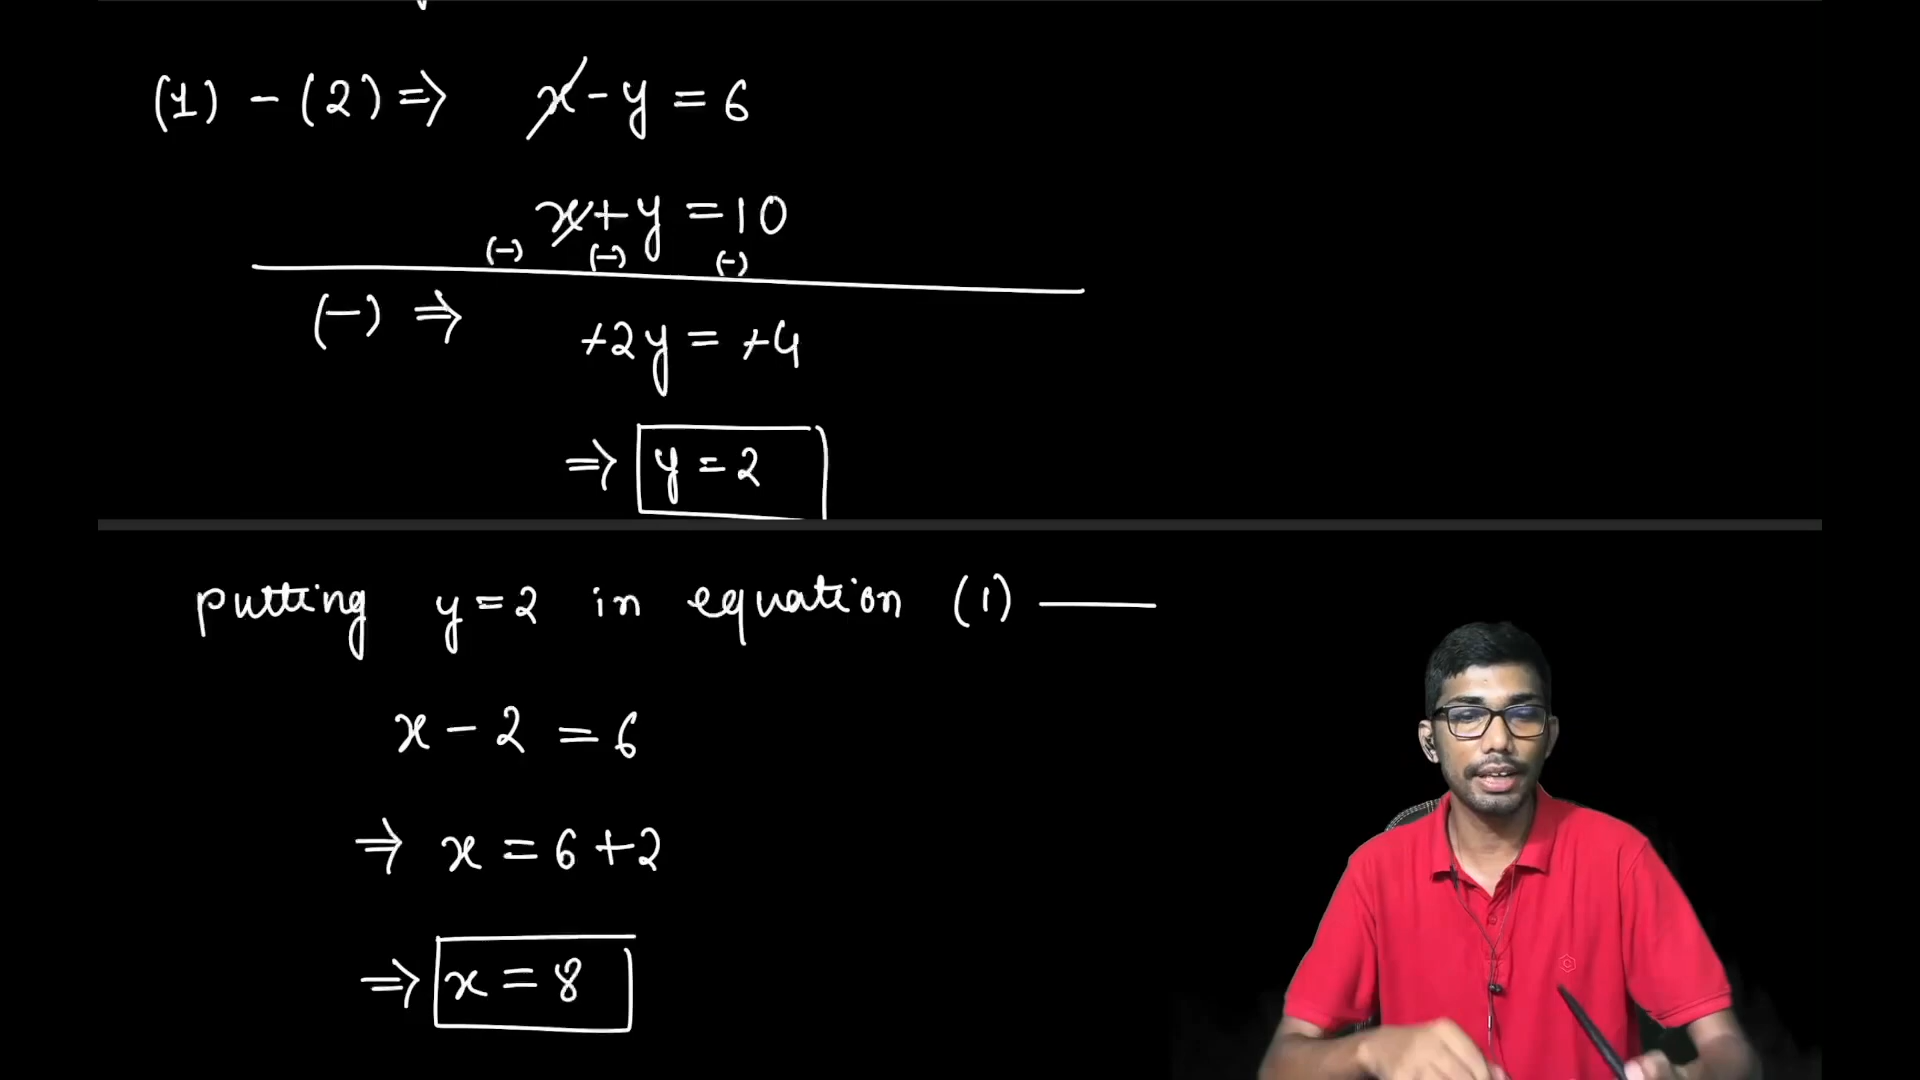 (1) - (2) ⇒ x - y = 6
x + y = 10
(-) (-) (-)
(-) ⇒ +2y = +4
⇒ y = 2
putting y = 2 in equation (1) —
x - 2 = 6
⇒ x = 6 + 2
⇒ x = 8